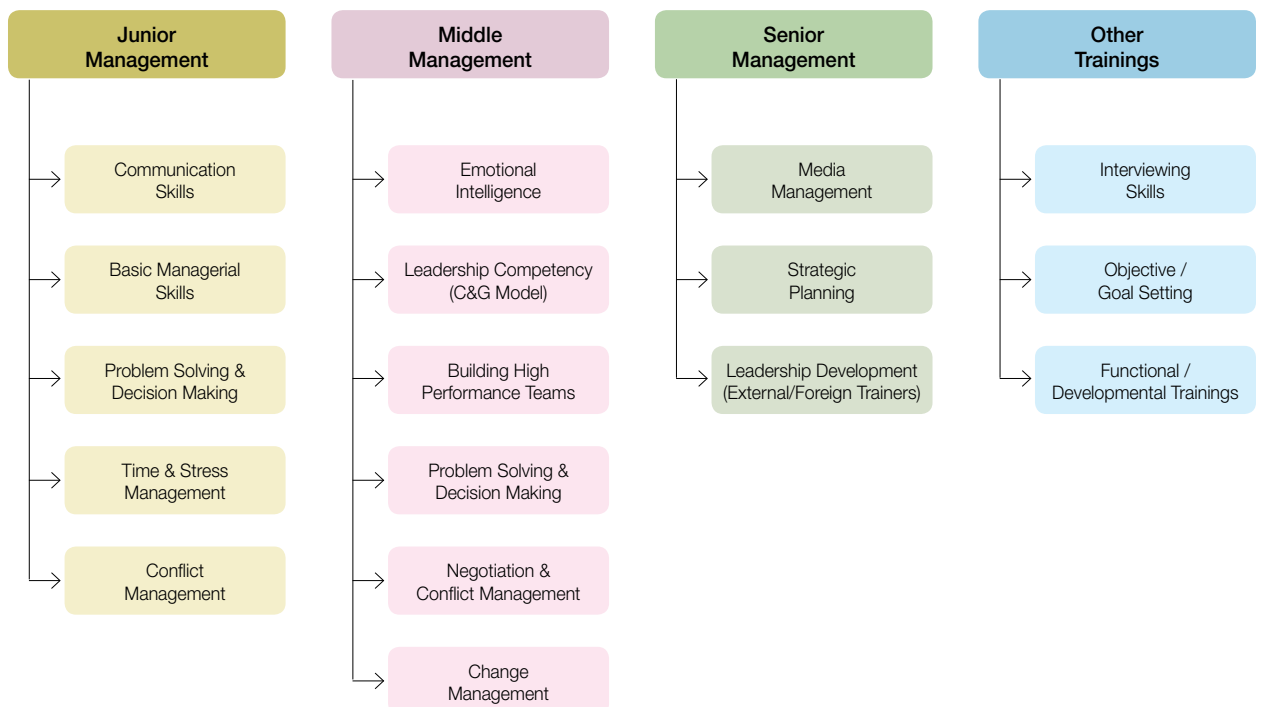 Junior
Management
Communication
Skills
Basic Managerial
Skills
Problem Solving &
Decision Making
Time & Stress
Management
Conflict
Management
Middle
Management
Emotional
Intelligence
Leadership Competency
(C&G Model)
Building High
Performance Teams
Problem Solving &
Decision Making
Negotiation &
Conflict Management
Change
Management
Senior
Management
Media
Management
Strategic
Planning
Leadership Development
(External/Foreign Trainers)
Other
Trainings
Interviewing
Skills
Objective /
Goal Setting
Functional /
Developmental Trainings